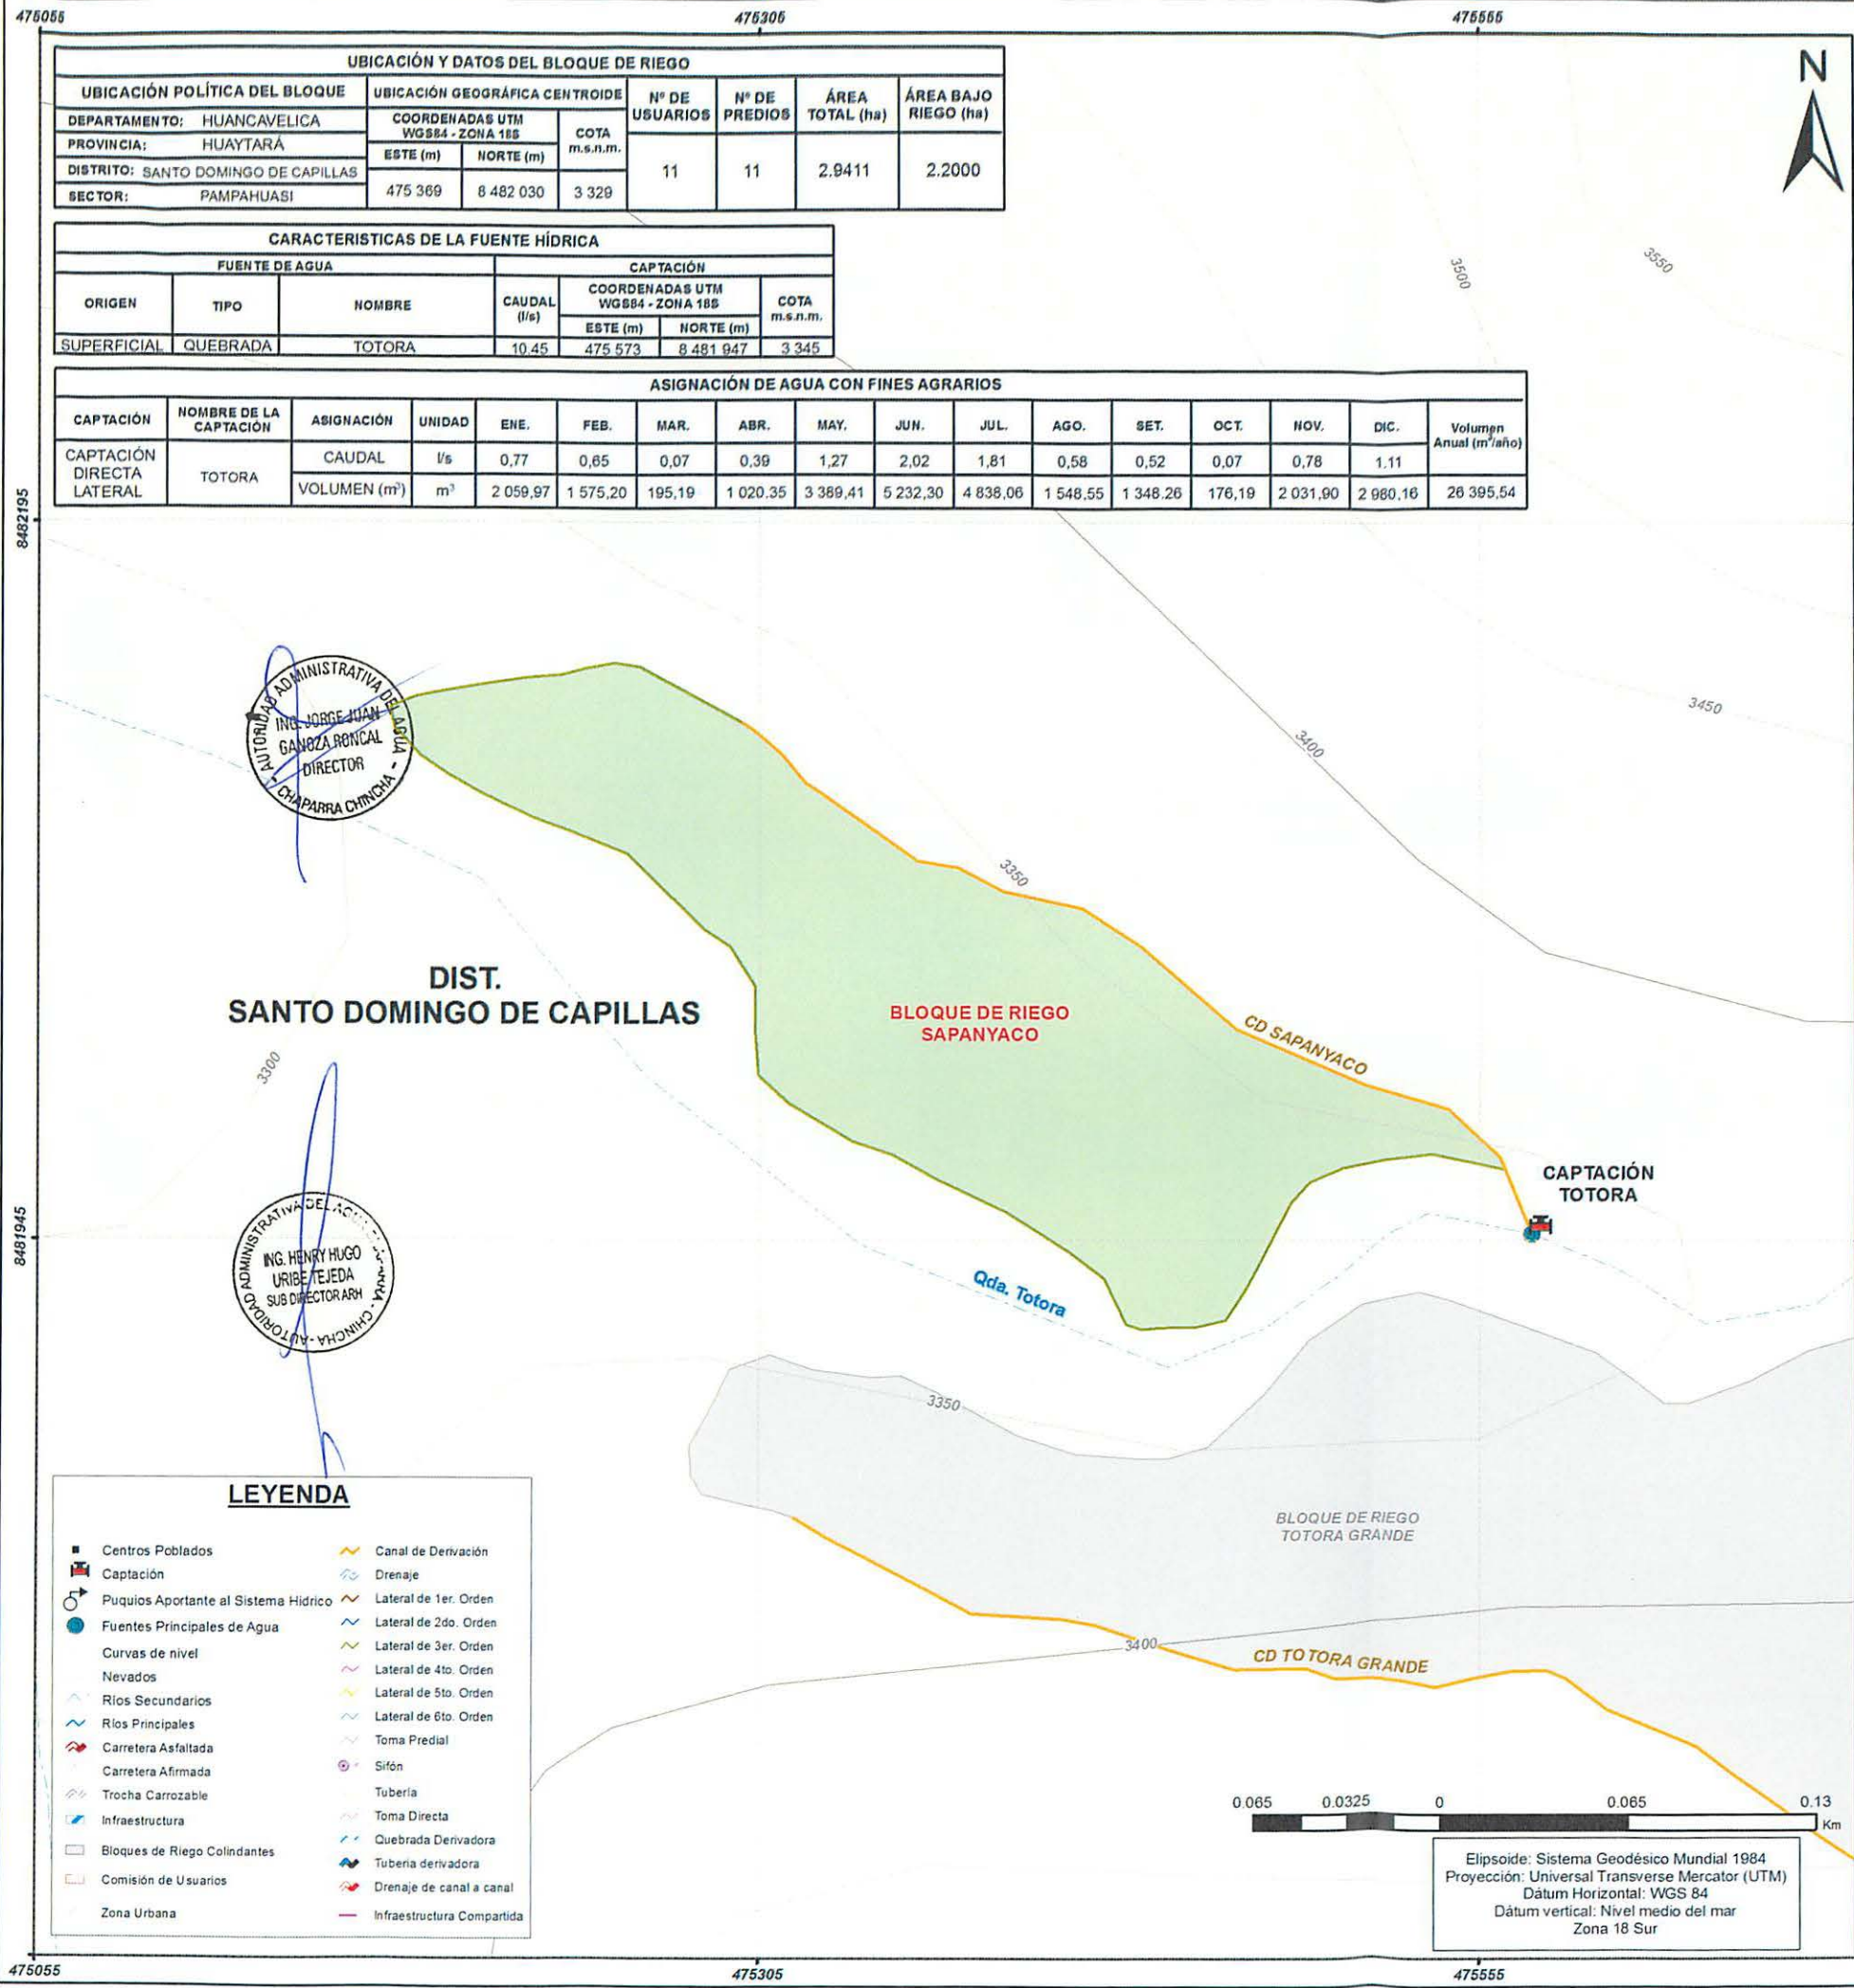 475055
475305
475555
N
UBICACIÓN Y DATOS DEL BLOQUE DE RIEGO
UBICACIÓN POLÍTICA DEL BLOQUE
UBICACIÓN GEOGRÁFICA CENTROIDE
Nº DE USUARIOS
Nº DE PREDIOS
ÁREA TOTAL (ha)
ÁREA BAJO RIEGO (ha)
DEPARTAMENTO: HUANCAVELICA
COORDENADAS UTM
WGS84 - ZONA 18S
COTA
m.s.n.m.
PROVINCIA: HUAYTARÁ
ESTE (m)
NORTE (m)
DISTRITO: SANTO DOMINGO DE CAPILLAS
SECTOR: PAMPAHUASI
475 369
8 482 030
3 329
11
11
2.9411
2.2000
CARACTERISTICAS DE LA FUENTE HÍDRICA
FUENTE DE AGUA
CAPTACIÓN
ORIGEN
TIPO
NOMBRE
CAUDAL (l/s)
COORDENADAS UTM
WGS84 - ZONA 18S
COTA
m.s.n.m.
ESTE (m)
NORTE (m)
SUPERFICIAL
QUEBRADA
TOTORA
10.45
475 573
8 481 947
3 345
ASIGNACIÓN DE AGUA CON FINES AGRARIOS
CAPTACIÓN
NOMBRE DE LA CAPTACIÓN
ASIGNACIÓN
UNIDAD
ENE.
FEB.
MAR.
ABR.
MAY.
JUN.
JUL.
AGO.
SET.
OCT.
NOV.
DIC.
Volumen Anual (m³/año)
CAPTACIÓN DIRECTA LATERAL
TOTORA
CAUDAL
l/s
0,77
0,65
0,07
0,39
1,27
2,02
1,81
0,58
0,52
0,07
0,78
1.11
VOLUMEN (m³)
m³
2 059,97
1 575,20
195,19
1 020.35
3 389,41
5 232,30
4 838,06
1 548,55
1 348.26
176,19
2 031,90
2 980,16
26 395,54
3500
3550
3450
3400
8482195
AUTORIDAD ADMINISTRATIVA DEL AGUA - CHAPARRA CHINCHA -
ING. JORGE JUAN
GANOZA RONCAL
DIRECTOR
3350
DIST.
SANTO DOMINGO DE CAPILLAS
BLOQUE DE RIEGO
SAPANYACO
CD SAPANYACO
3300
CAPTACIÓN
TOTORA
8481945
ING. HENRY HUGO
URIBE TEJEDA
SUB DIRECTOR ARH
Qda. Totora
3350
BLOQUE DE RIEGO
TOTORA GRANDE
3400
CD TOTORA GRANDE
LEYENDA
Centros Poblados
Captación
Puquios Aportante al Sistema Hídrico
Fuentes Principales de Agua
Curvas de nivel
Nevados
Ríos Secundarios
Ríos Principales
Carretera Asfaltada
Carretera Afirmada
Trocha Carrozable
Infraestructura
Bloques de Riego Colindantes
Comisión de Usuarios
Zona Urbana
Canal de Derivación
Drenaje
Lateral de 1er. Orden
Lateral de 2do. Orden
Lateral de 3er. Orden
Lateral de 4to. Orden
Lateral de 5to. Orden
Lateral de 6to. Orden
Toma Predial
Sifón
Tubería
Toma Directa
Quebrada Derivadora
Tuberia derivadora
Drenaje de canal a canal
Infraestructura Compartida
0.065
0.0325
0
0.065
0.13
Km
Elipsoide: Sistema Geodésico Mundial 1984
Proyección: Universal Transverse Mercator (UTM)
Dátum Horizontal: WGS 84
Dátum vertical: Nivel medio del mar
Zona 18 Sur
475055
475305
475555